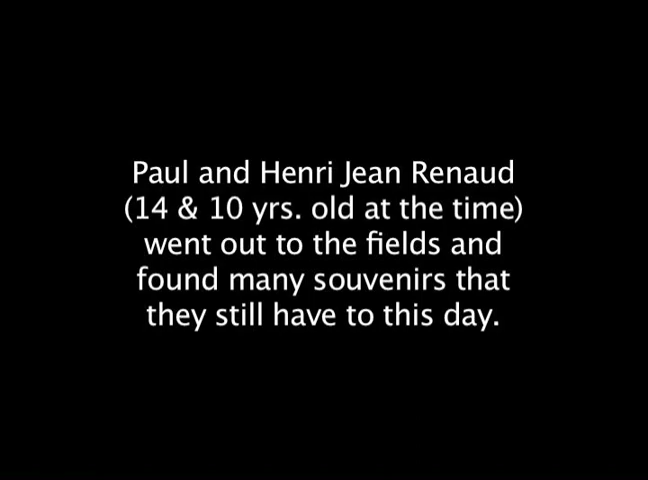 Paul and Henri Jean Renaud
(14 & 10 yrs. old at the time)
went out to the fields and
found many souvenirs that
they still have to this day.